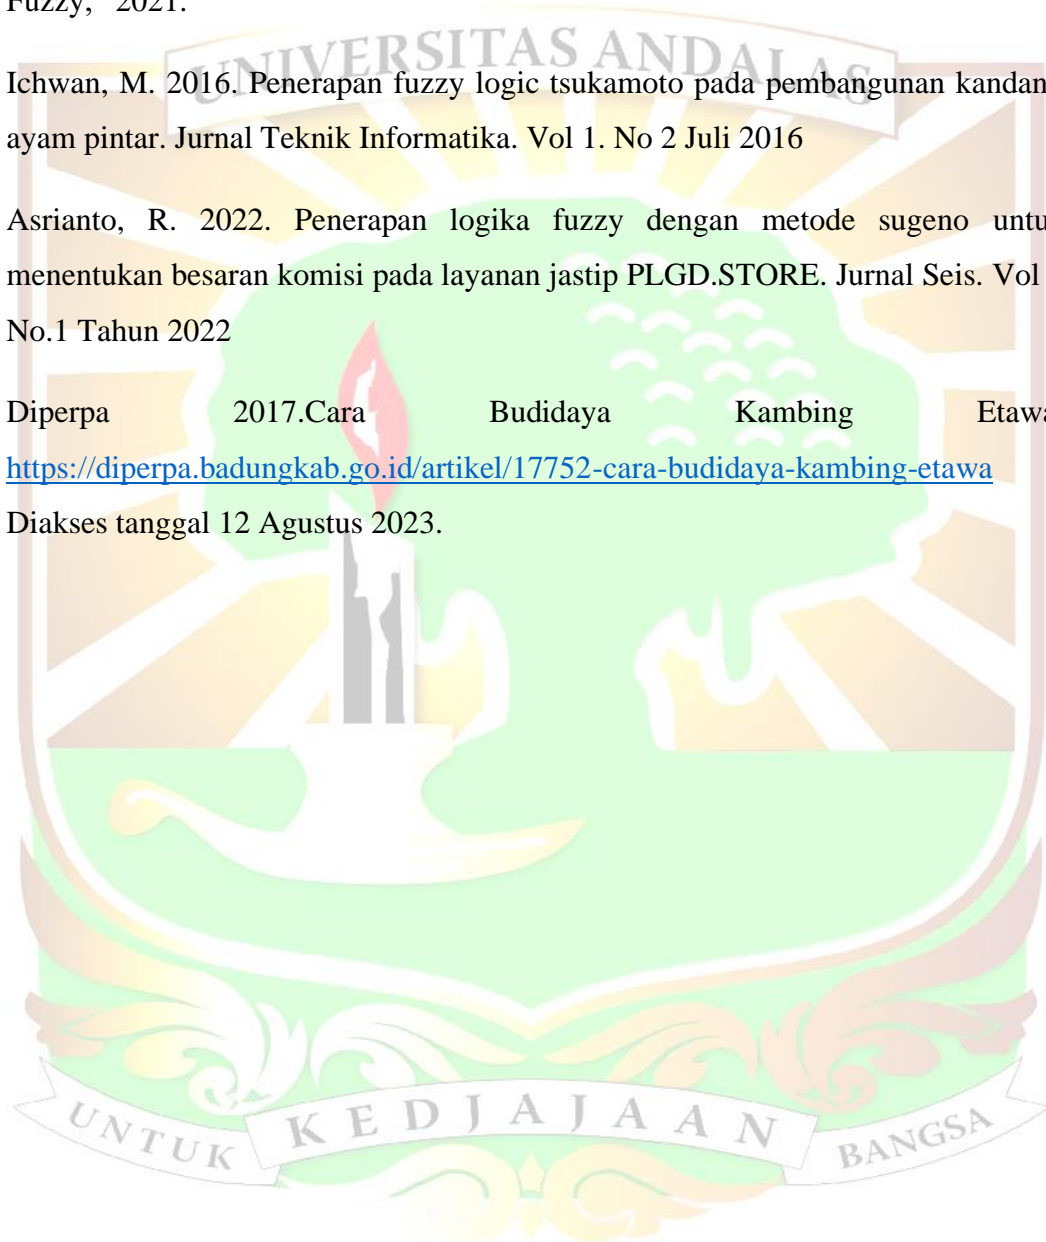 Fuzzy, 2021.
UNIVERSITAS ANDALAS
Ichwan, M. 2016. Penerapan fuzzy logic tsukamoto pada pembangunan kandan
ayam pintar. Jurnal Teknik Informatika. Vol 1. No 2 Juli 2016
Asrianto, R. 2022. Penerapan logika fuzzy dengan metode sugeno untu
menentukan besaran komisi pada layanan jastip PLGD.STORE. Jurnal Seis. Vol
No.1 Tahun 2022
Diperpa 2017.Cara Budidaya Kambing Etawa
https://diperpa.badungkab.go.id/artikel/17752-cara-budidaya-kambing-etawa
Diakses tanggal 12 Agustus 2023.
UNTUK KEDJAJAAN BANGSA